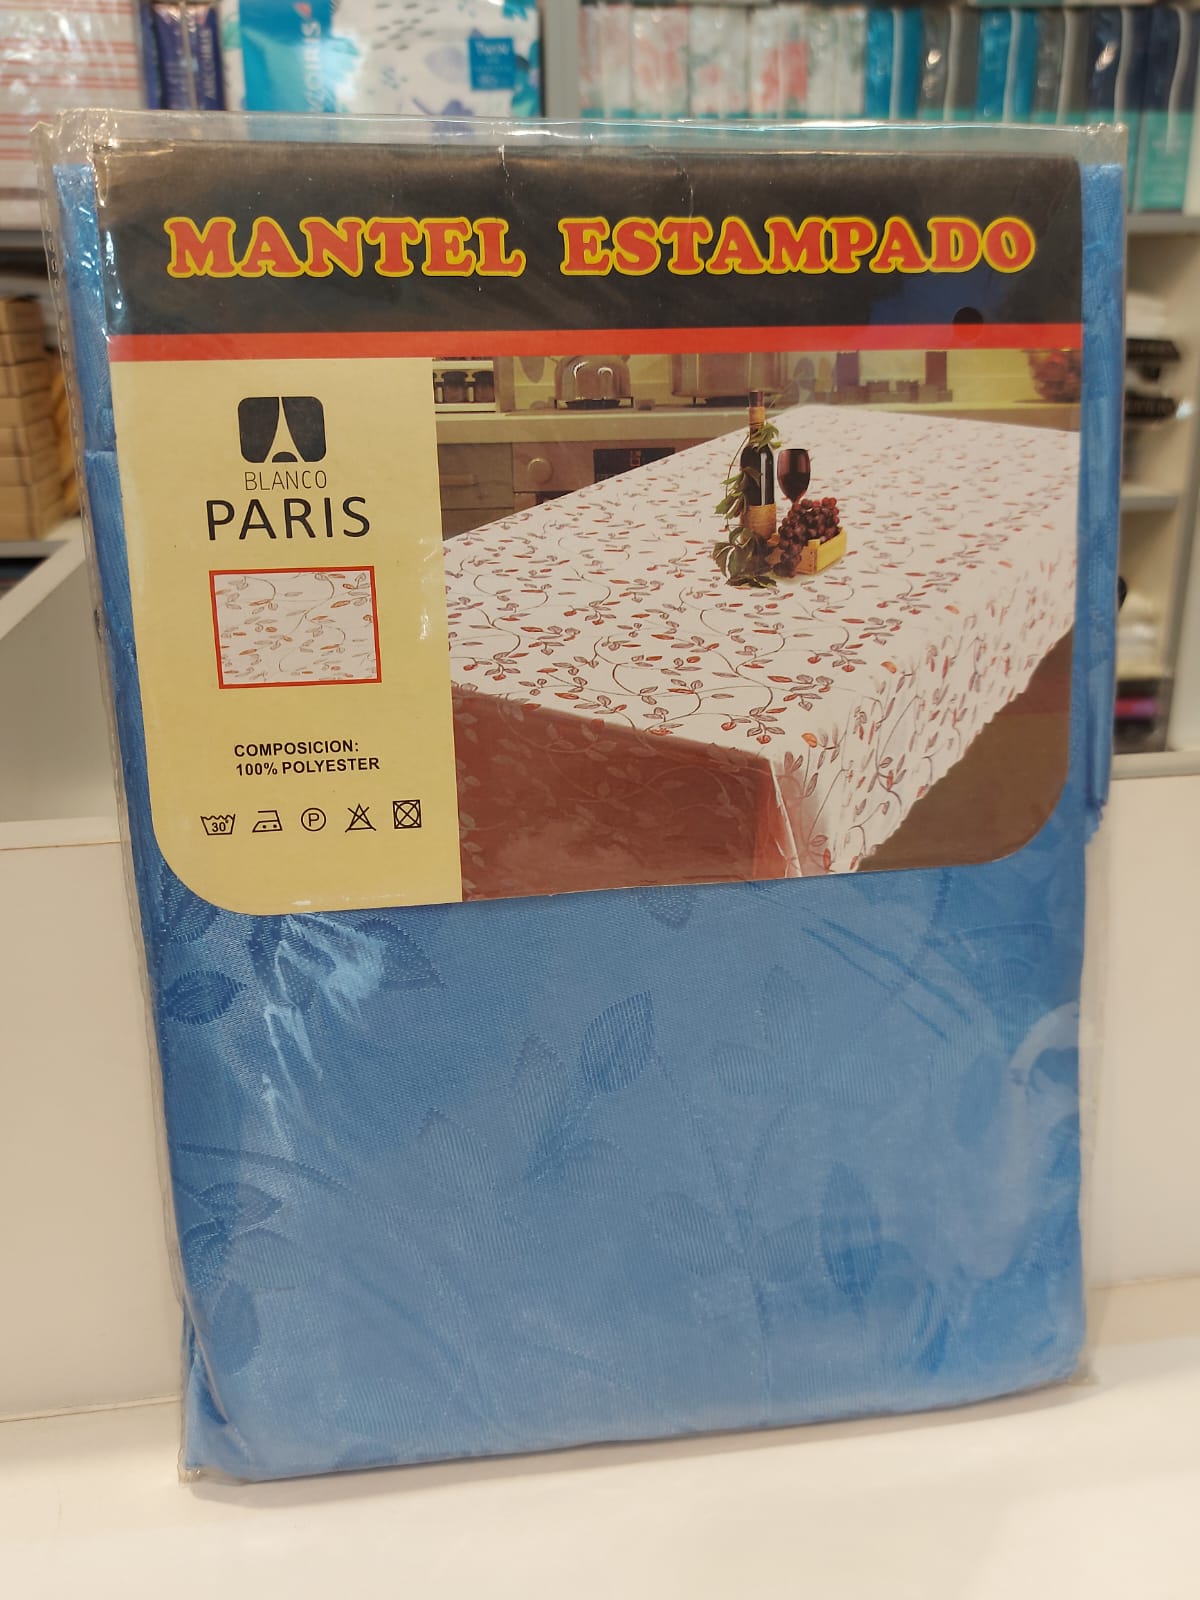 MANTEL ESTAMPADO
BLANCO
PARIS
COMPOSICION:
100% POLYESTER
30°
P